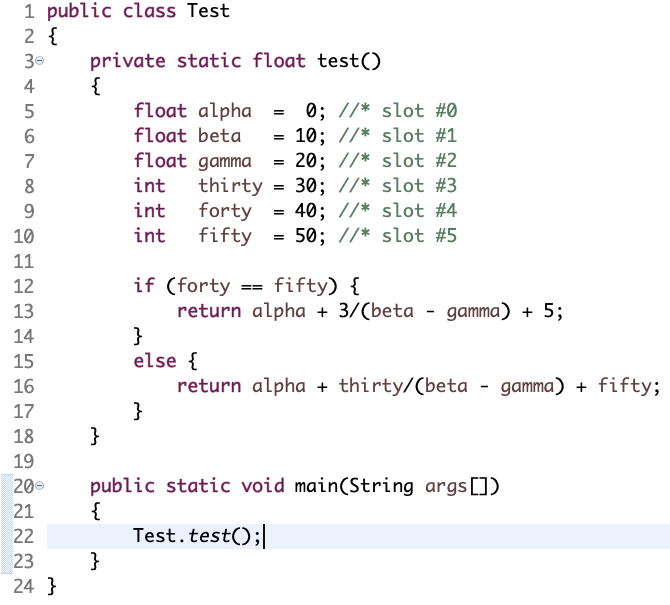 1 public class Test
2 {
3 private static float test()
4 {
5 float alpha = 0; //* slot #0
6 float beta = 10; //* slot #1
7 float gamma = 20; //* slot #2
8 int thirty = 30; //* slot #3
9 int forty = 40; //* slot #4
10 int fifty = 50; //* slot #5
11
12 if (forty == fifty) {
13 return alpha + 3/(beta - gamma) + 5;
14 }
15 else {
16 return alpha + thirty/(beta - gamma) + fifty;
17 }
18 }
19
20 public static void main(String args[])
21 {
22 Test.test();
23 }
24 }